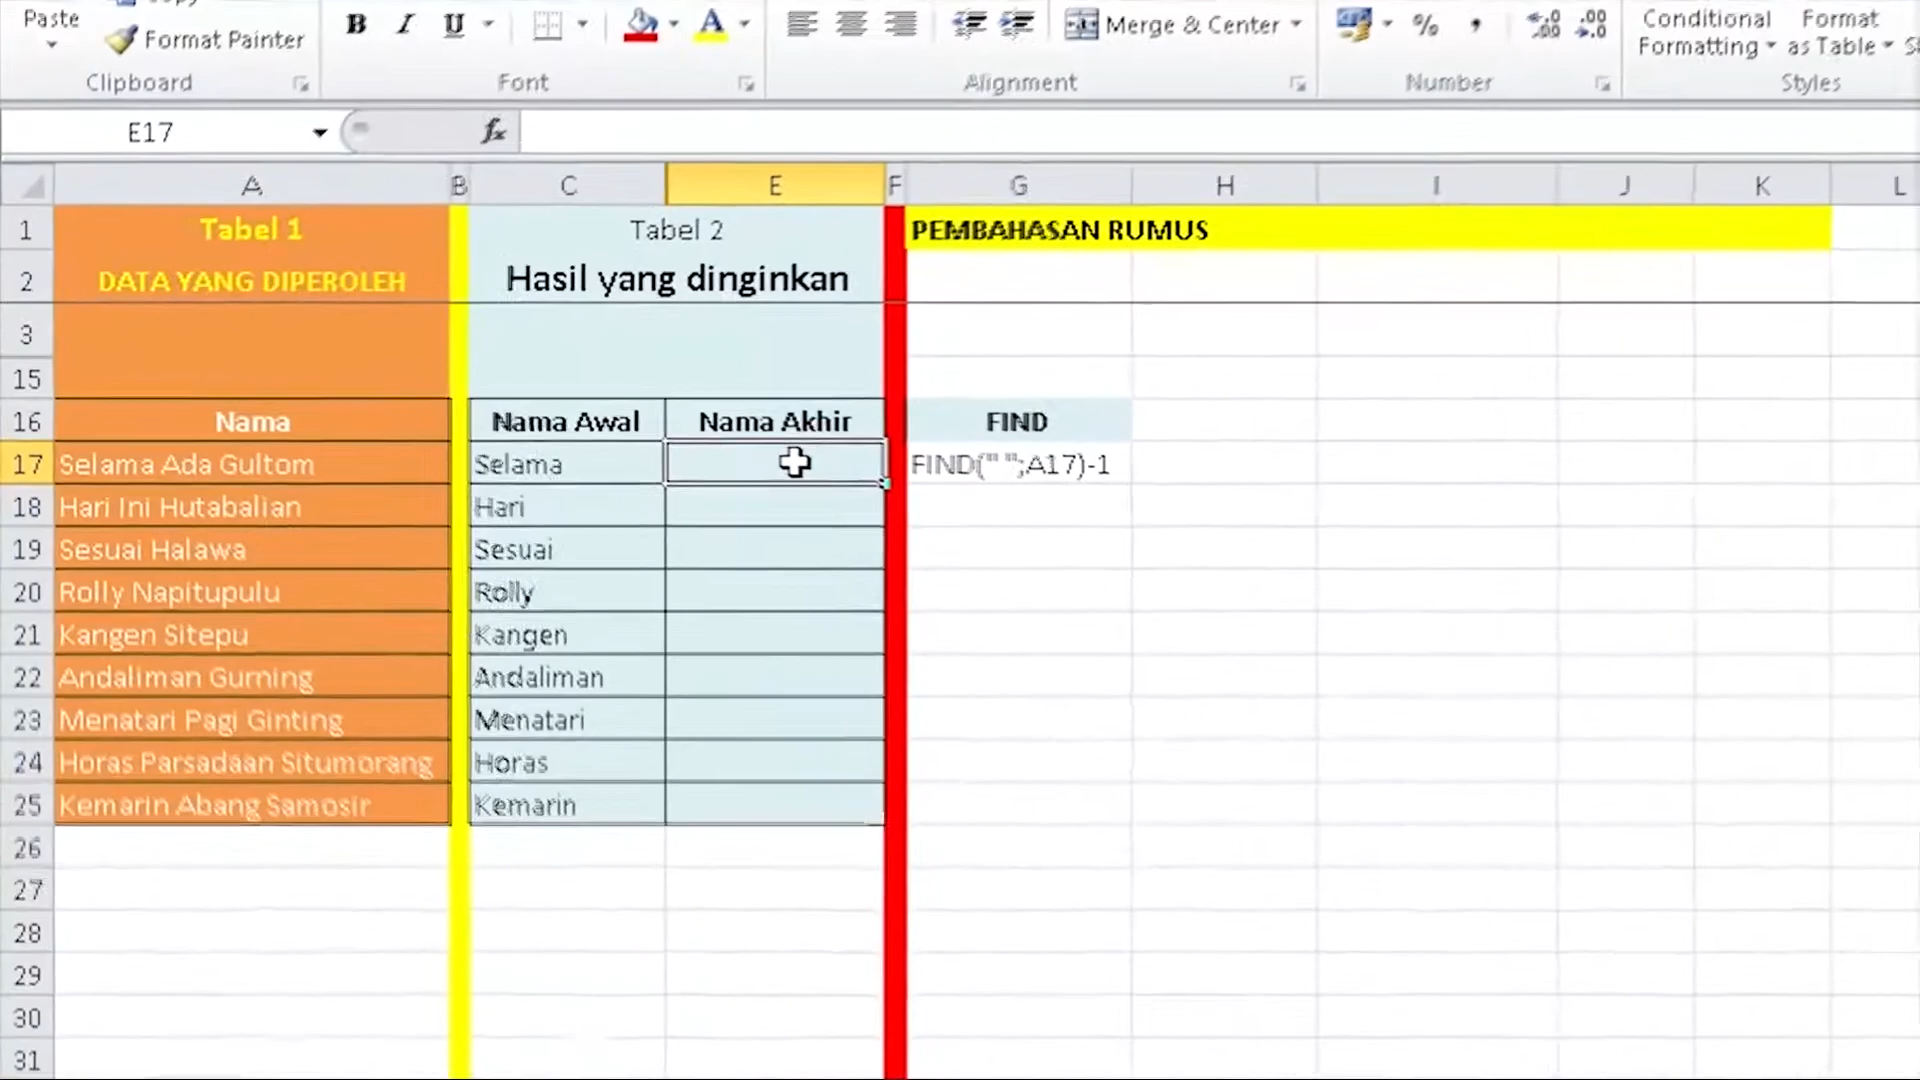 Paste
Format Painter
B I U A
Merge & Center
% ,
Conditional
Formatting
Format
as Table
Clipboard Font Alignment Number Styles
E17 fx
A B C E F G H I J K L
1 Tabel 1 Tabel 2 PEMBAHASAN RUMUS
2 DATA YANG DIPEROLEH Hasil yang dinginkan
3
15
16 Nama Nama Awal Nama Akhir FIND
17 Selama Ada Gultom Selama FIND(" ";A17)-1
18 Hari Ini Hutabalian Hari
19 Sesuai Halawa Sesuai
20 Rolly Napitupulu Rolly
21 Kangen Sitepu Kangen
22 Andaliman Gurning Andaliman
23 Menatari Pagi Ginting Menatari
24 Horas Parsadaan Situmorang Horas
25 Kemarin Abang Samosir Kemarin
26
27
28
29
30
31